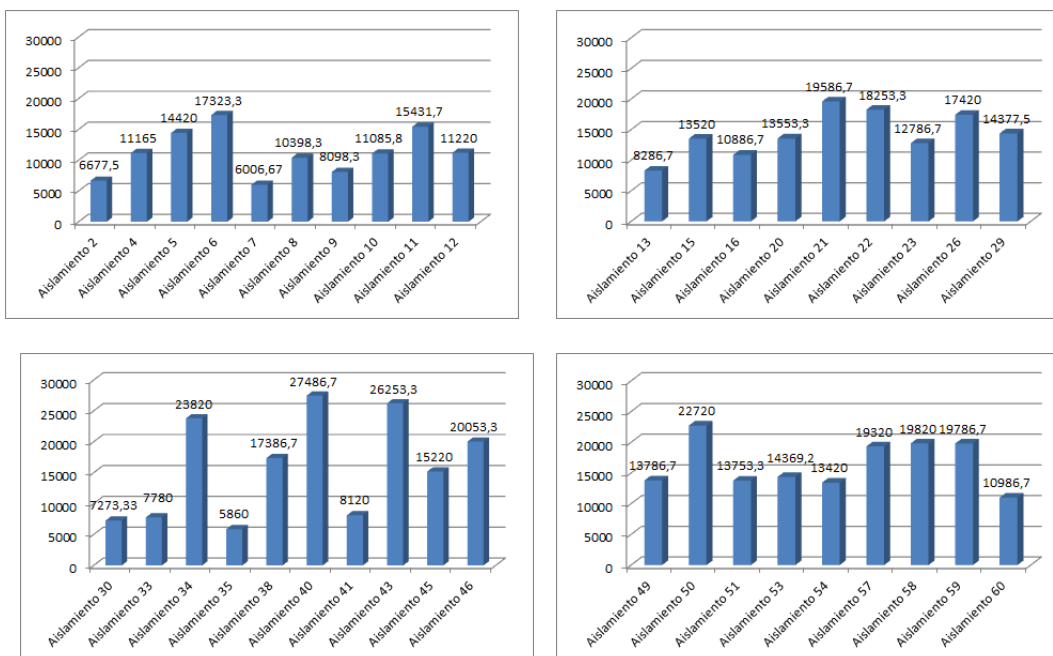 30000
25000
20000
15000
10000
5000
0
6677,5
11165
14420
17323,3
6006,67
10398,3
8098,3
11085,8
15431,7
11220
Aislamiento 2
Aislamiento 4
Aislamiento 5
Aislamiento 6
Aislamiento 7
Aislamiento 8
Aislamiento 9
Aislamiento 10
Aislamiento 11
Aislamiento 12
30000
25000
20000
15000
10000
5000
0
8286,7
13520
10886,7
13553,3
19586,7
18253,3
12786,7
17420
14377,5
Aislamiento 13
Aislamiento 15
Aislamiento 16
Aislamiento 20
Aislamiento 21
Aislamiento 22
Aislamiento 23
Aislamiento 26
Aislamiento 29
30000
25000
20000
15000
10000
5000
0
7273,33
7780
23820
5860
17386,7
27486,7
8120
26253,3
15220
20053,3
Aislamiento 30
Aislamiento 33
Aislamiento 34
Aislamiento 35
Aislamiento 38
Aislamiento 40
Aislamiento 41
Aislamiento 43
Aislamiento 45
Aislamiento 46
30000
25000
20000
15000
10000
5000
0
13786,7
22720
13753,3
14369,2
13420
19320
19820
19786,7
10986,7
Aislamiento 49
Aislamiento 50
Aislamiento 51
Aislamiento 53
Aislamiento 54
Aislamiento 57
Aislamiento 58
Aislamiento 59
Aislamiento 60